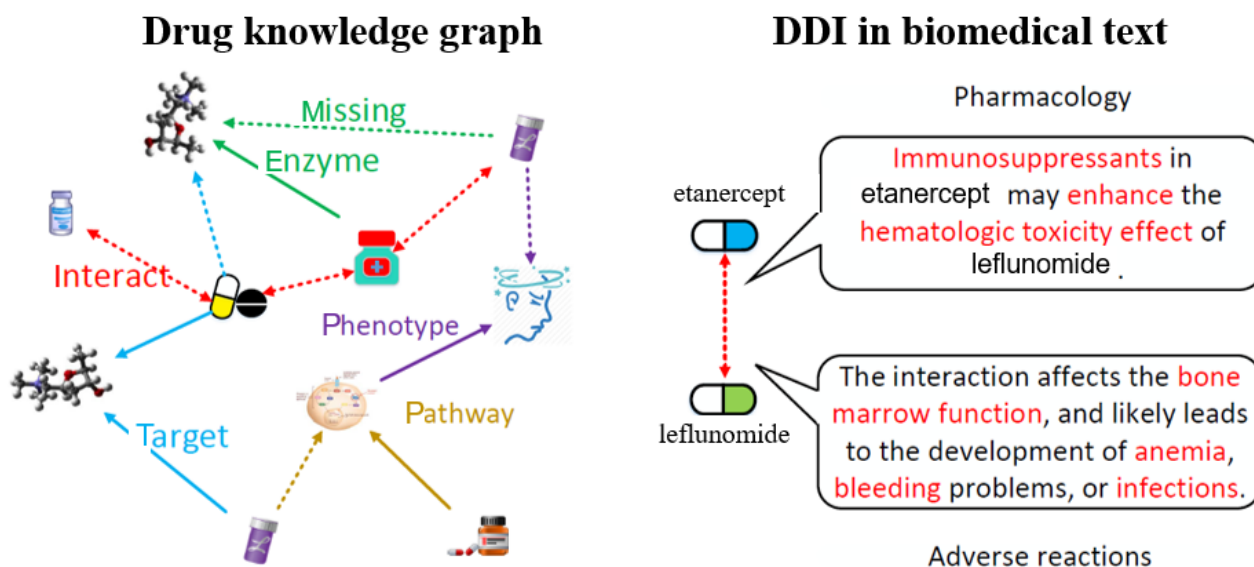 Drug knowledge graph
Missing
Enzyme
Interact
Phenotype
Pathway
Target
DDI in biomedical text
Pharmacology
etanercept
Immunosuppressants in
etanercept may enhance the
hematologic toxicity effect of
leflunomide .
leflunomide
The interaction affects the bone
marrow function, and likely leads
to the development of anemia,
bleeding problems, or infections.
Adverse reactions